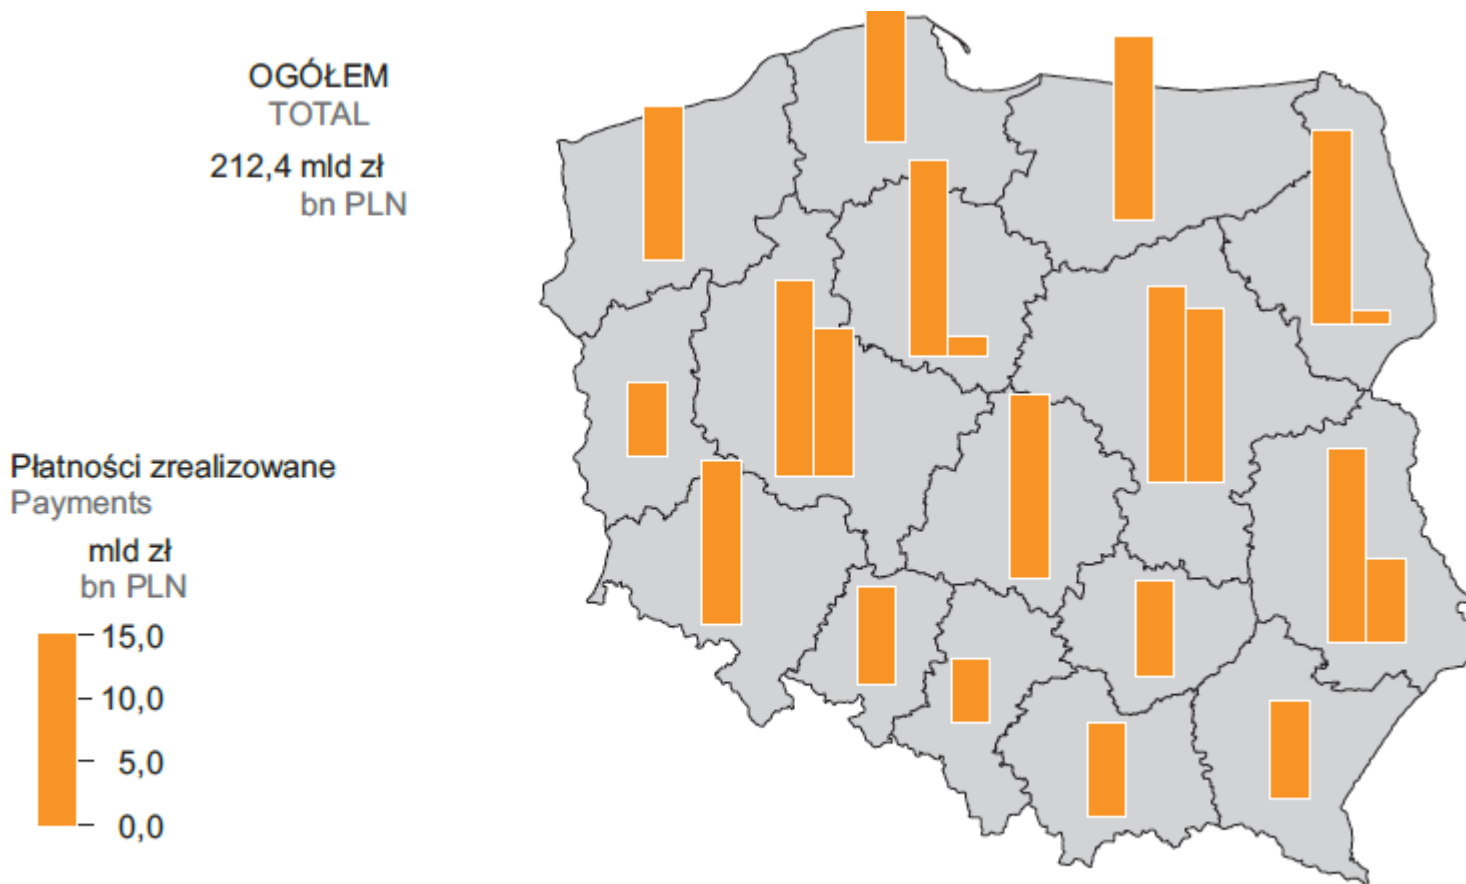 OGÓŁEM
TOTAL
212,4 mld zł
bn PLN
Płatności zrealizowane
Payments
mld zł
bn PLN
15,0
10,0
5,0
0,0